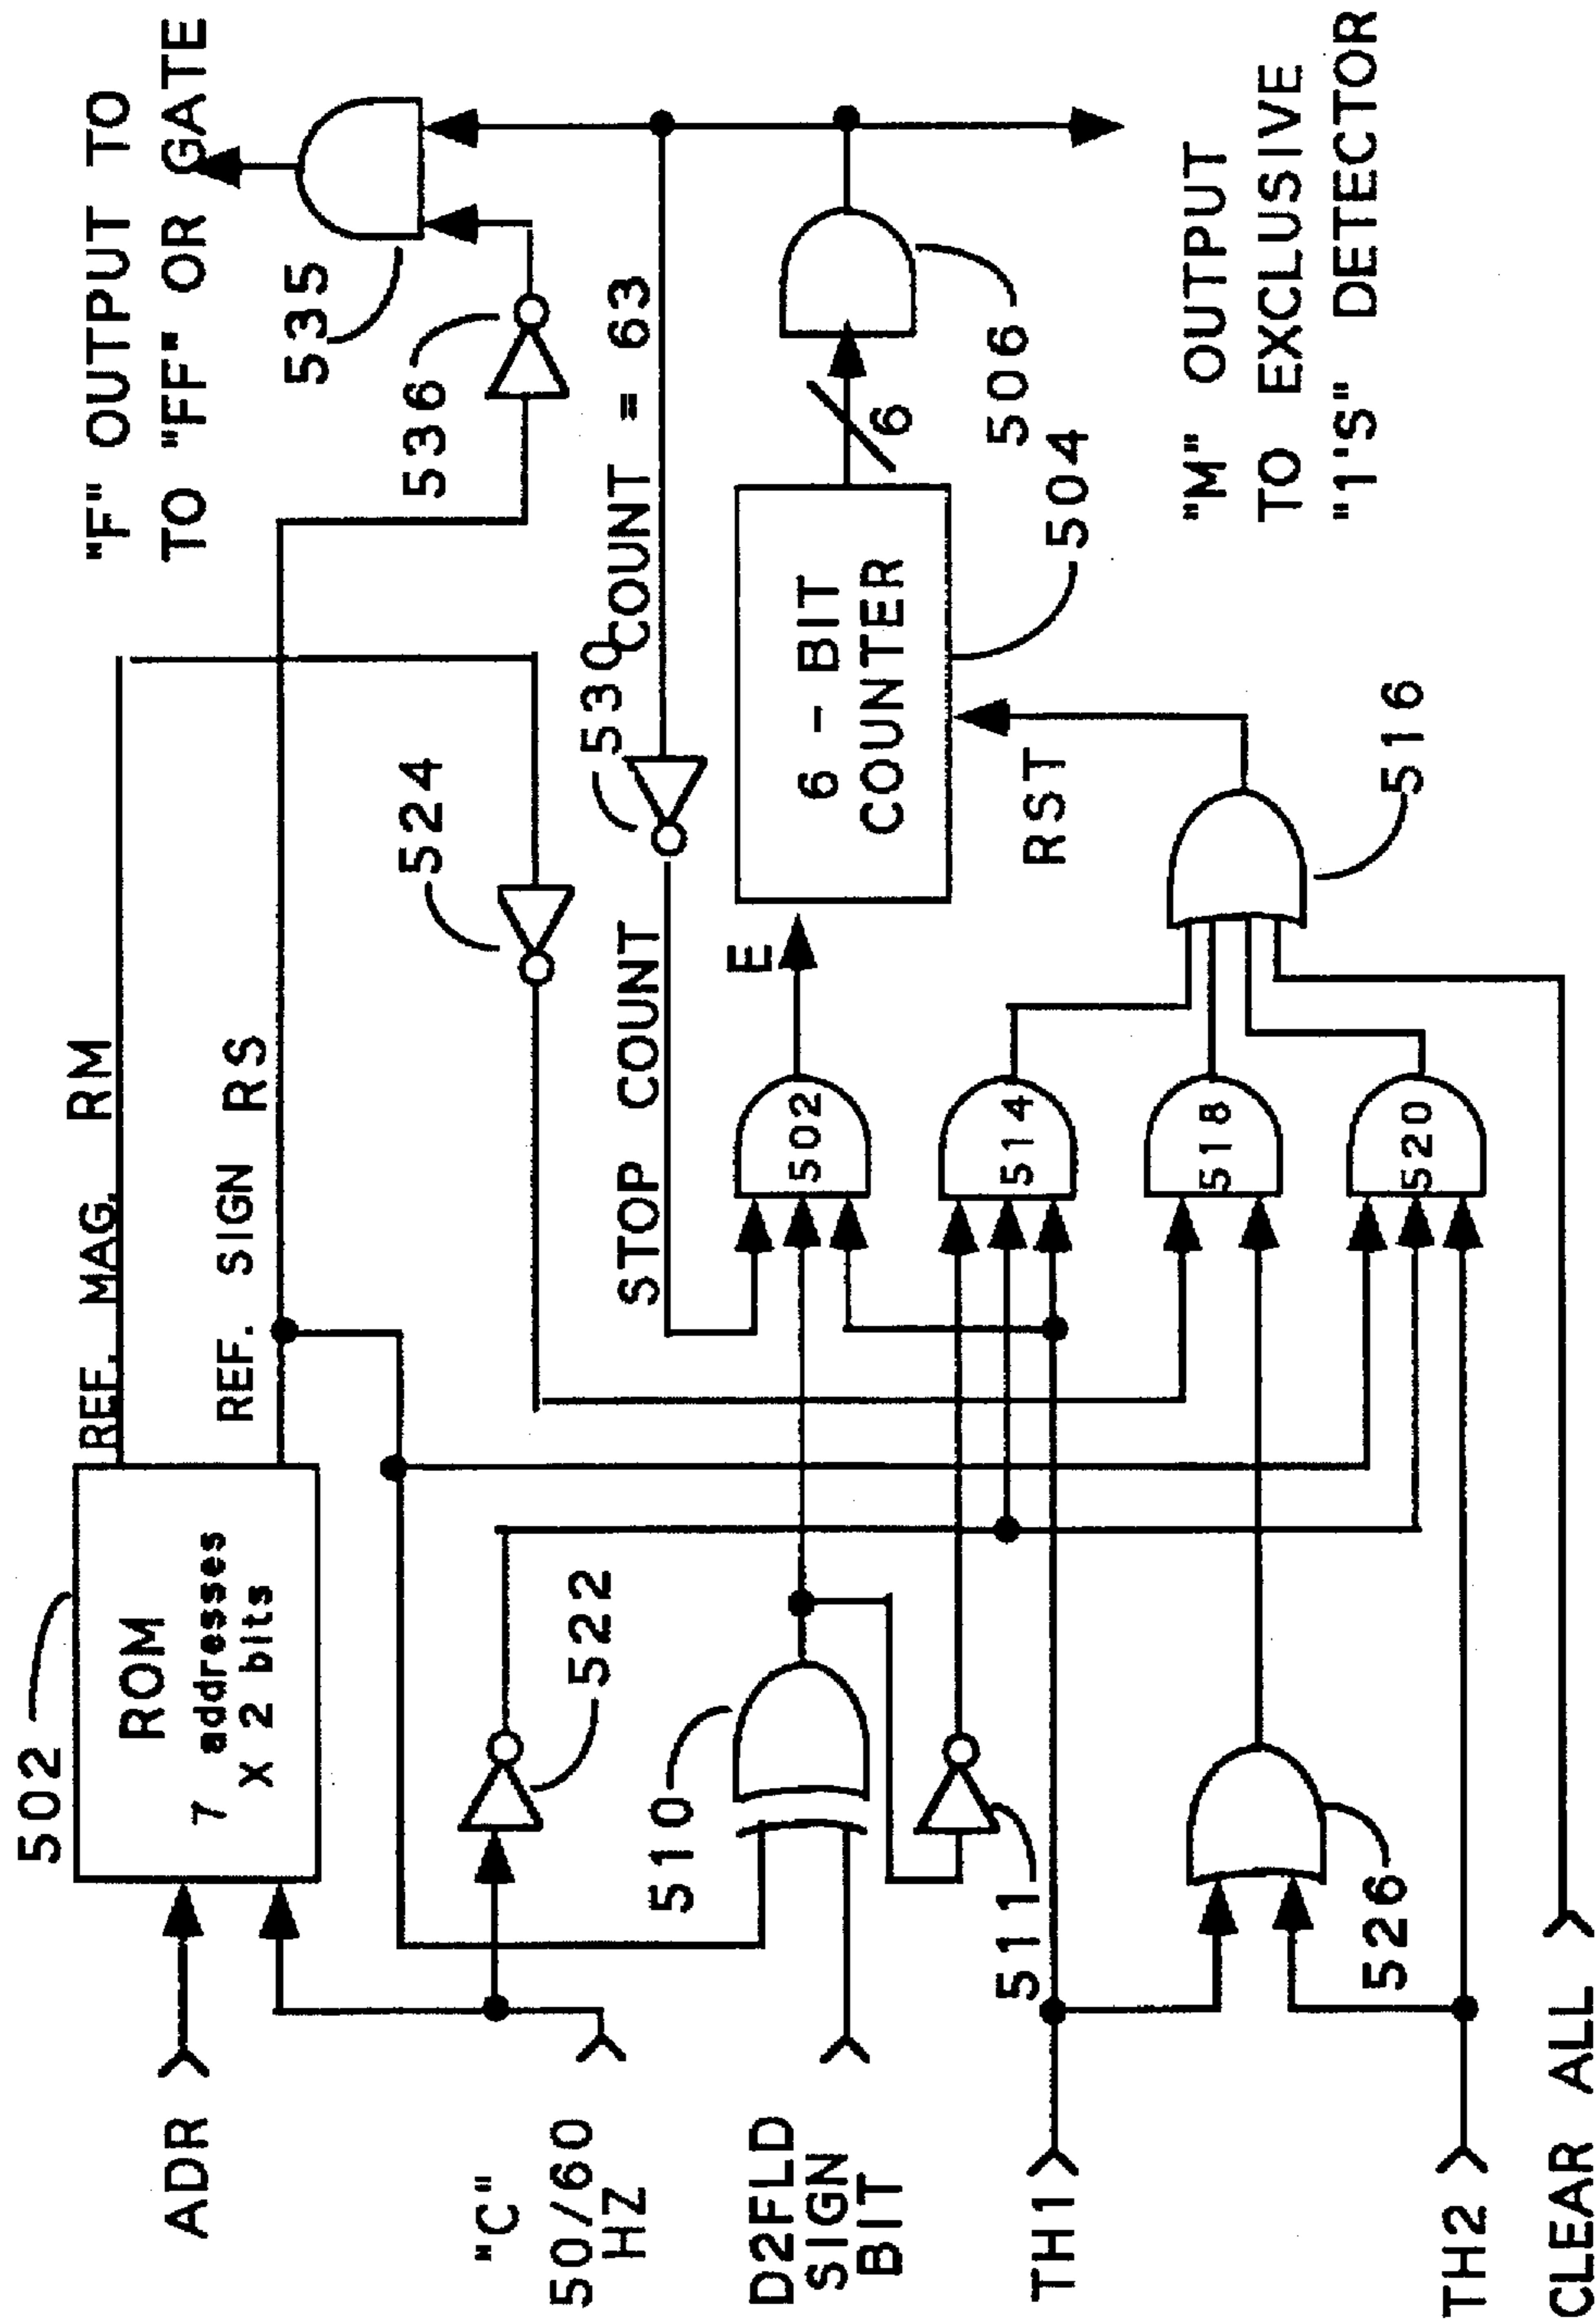 502
ROM
7 addresses
X 2 bits
REF. MAG. RM
REF. SIGN RS
"F" OUTPUT TO
TO "FF" OR GATE
535
536
524
530
COUNT = 63
STOP COUNT
E
6 - BIT
COUNTER
6
506
504
RST
516
"M" OUTPUT
TO EXCLUSIVE
"1'S" DETECTOR
502
514
518
520
522
510
511
526
ADR
"C"
50/60
HZ
D2FLD
SIGN
BIT
TH1
TH2
CLEAR ALL